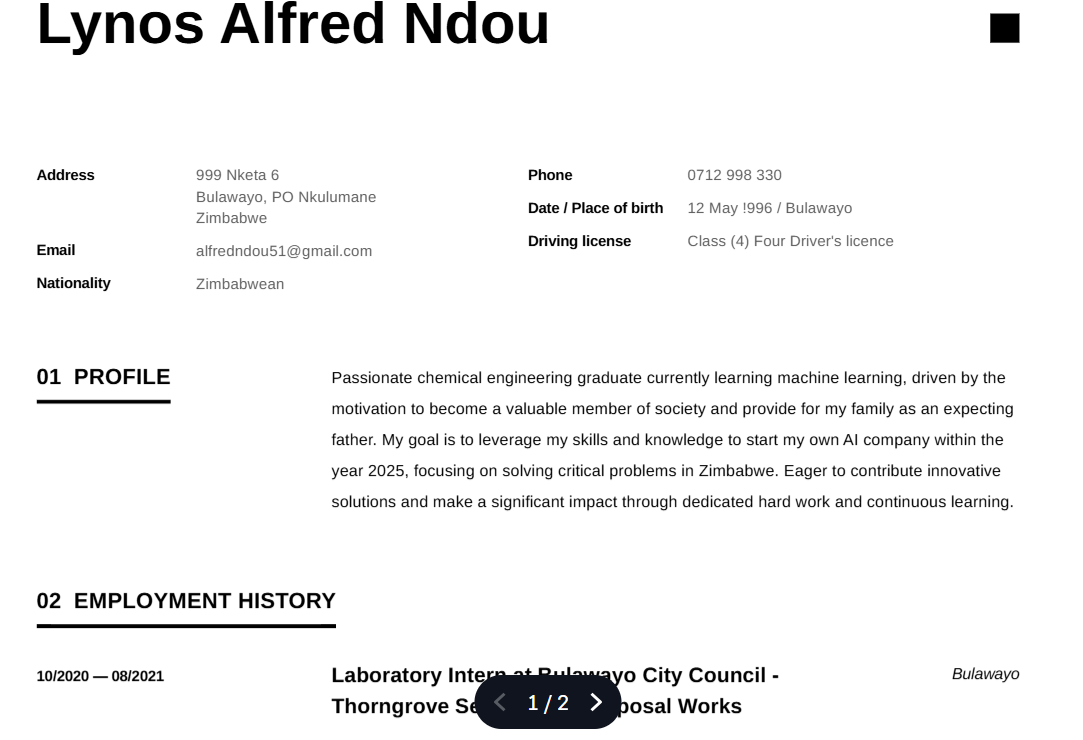 Lynos Alfred Ndou
Address
999 Nketa 6
Bulawayo, PO Nkulumane
Zimbabwe
Email
alfredndou51@gmail.com
Nationality
Zimbabwean
Phone
0712 998 330
Date / Place of birth
12 May !996 / Bulawayo
Driving license
Class (4) Four Driver's licence
01 PROFILE
Passionate chemical engineering graduate currently learning machine learning, driven by the
motivation to become a valuable member of society and provide for my family as an expecting
father. My goal is to leverage my skills and knowledge to start my own AI company within the
year 2025, focusing on solving critical problems in Zimbabwe. Eager to contribute innovative
solutions and make a significant impact through dedicated hard work and continuous learning.
02 EMPLOYMENT HISTORY
10/2020 — 08/2021
Laboratory Intern at Bulawayo City Council -
Thorngrove Works
Bulawayo
1 / 2